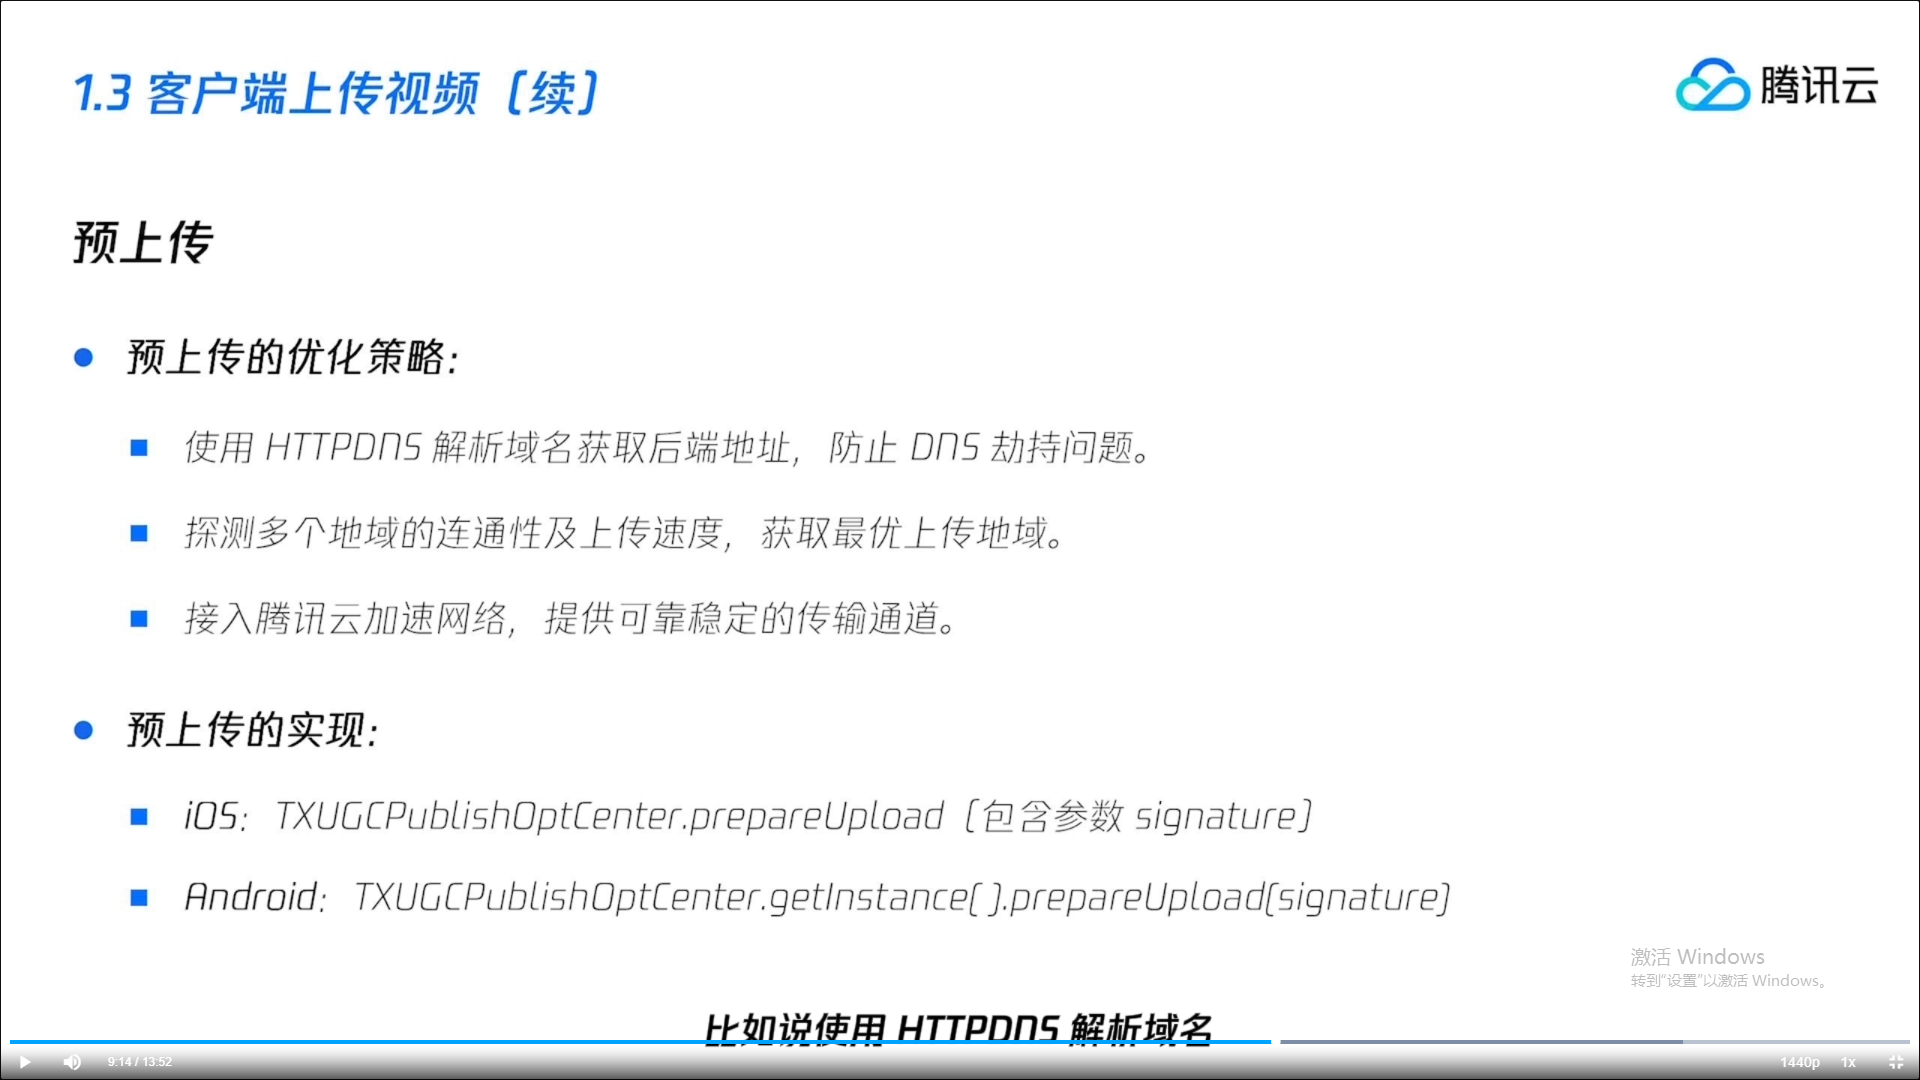 1.3 客户端上传视频（续）
腾讯云
预上传
预上传的优化策略：
使用 HTTPDNS 解析域名获取后端地址，防止 DNS 劫持问题。
探测多个地域的连通性及上传速度，获取最优上传地域。
接入腾讯云加速网络，提供可靠稳定的传输通道。
预上传的实现：
iOS：TXUGCPublishOptCenter.prepareUpload（包含参数 signature）
Android：TXUGCPublishOptCenter.getInstance( ).prepareUpload(signature)
激活 Windows
转到“设置”以激活 Windows。
比如说使用 HTTPDNS 解析域名
9:14 / 13:52
1440p 1x